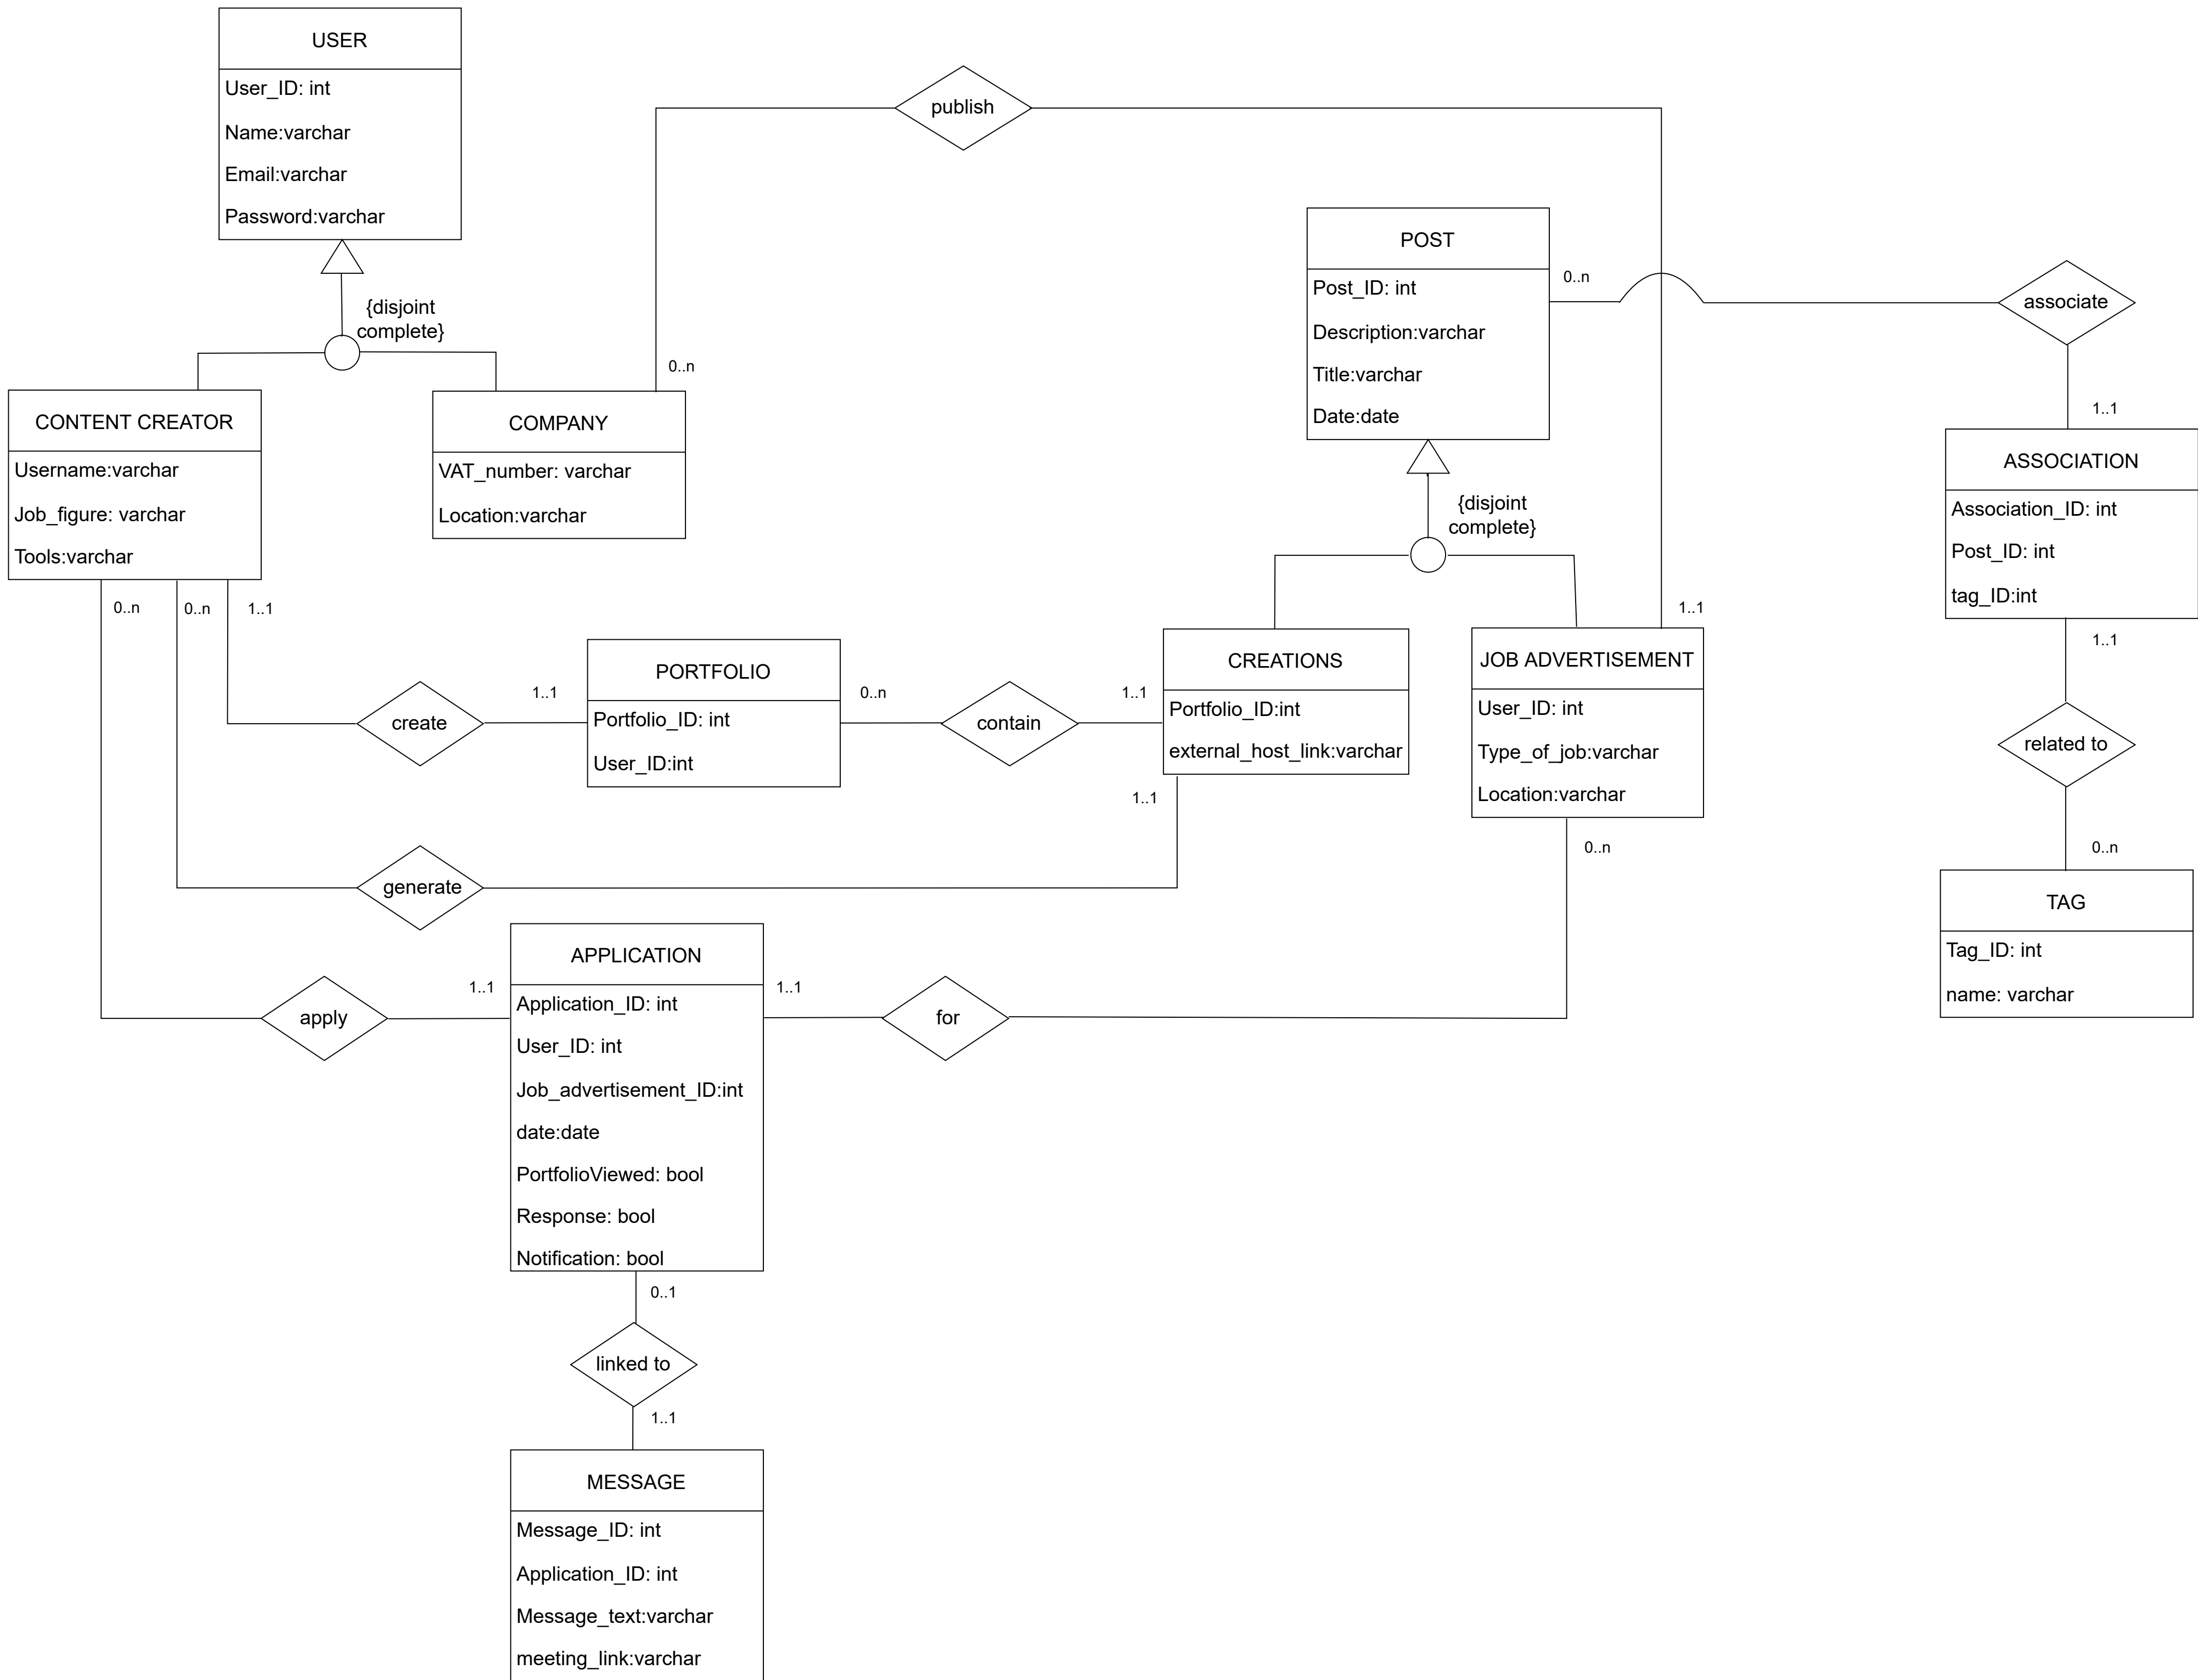 USER
User_ID: int
Name:varchar
Email:varchar
Password:varchar
{disjoint
complete}
publish
0..n
CONTENT CREATOR
Username:varchar
Job_figure: varchar
Tools:varchar
COMPANY
VAT_number: varchar
Location:varchar
POST
Post_ID: int
Description:varchar
Title:varchar
Date:date
0..n
associate
1..1
{disjoint
complete}
ASSOCIATION
Association_ID: int
Post_ID: int
tag_ID:int
0..n
0..n
1..1
1..1
1..1
create
1..1
PORTFOLIO
Portfolio_ID: int
User_ID:int
0..n
contain
1..1
CREATIONS
Portfolio_ID:int
external_host_link:varchar
1..1
JOB ADVERTISEMENT
User_ID: int
Type_of_job:varchar
Location:varchar
0..n
related to
0..n
TAG
Tag_ID: int
name: varchar
generate
apply
1..1
APPLICATION
Application_ID: int
User_ID: int
Job_advertisement_ID:int
date:date
PortfolioViewed: bool
Response: bool
Notification: bool
1..1
for
0..1
linked to
1..1
MESSAGE
Message_ID: int
Application_ID: int
Message_text:varchar
meeting_link:varchar